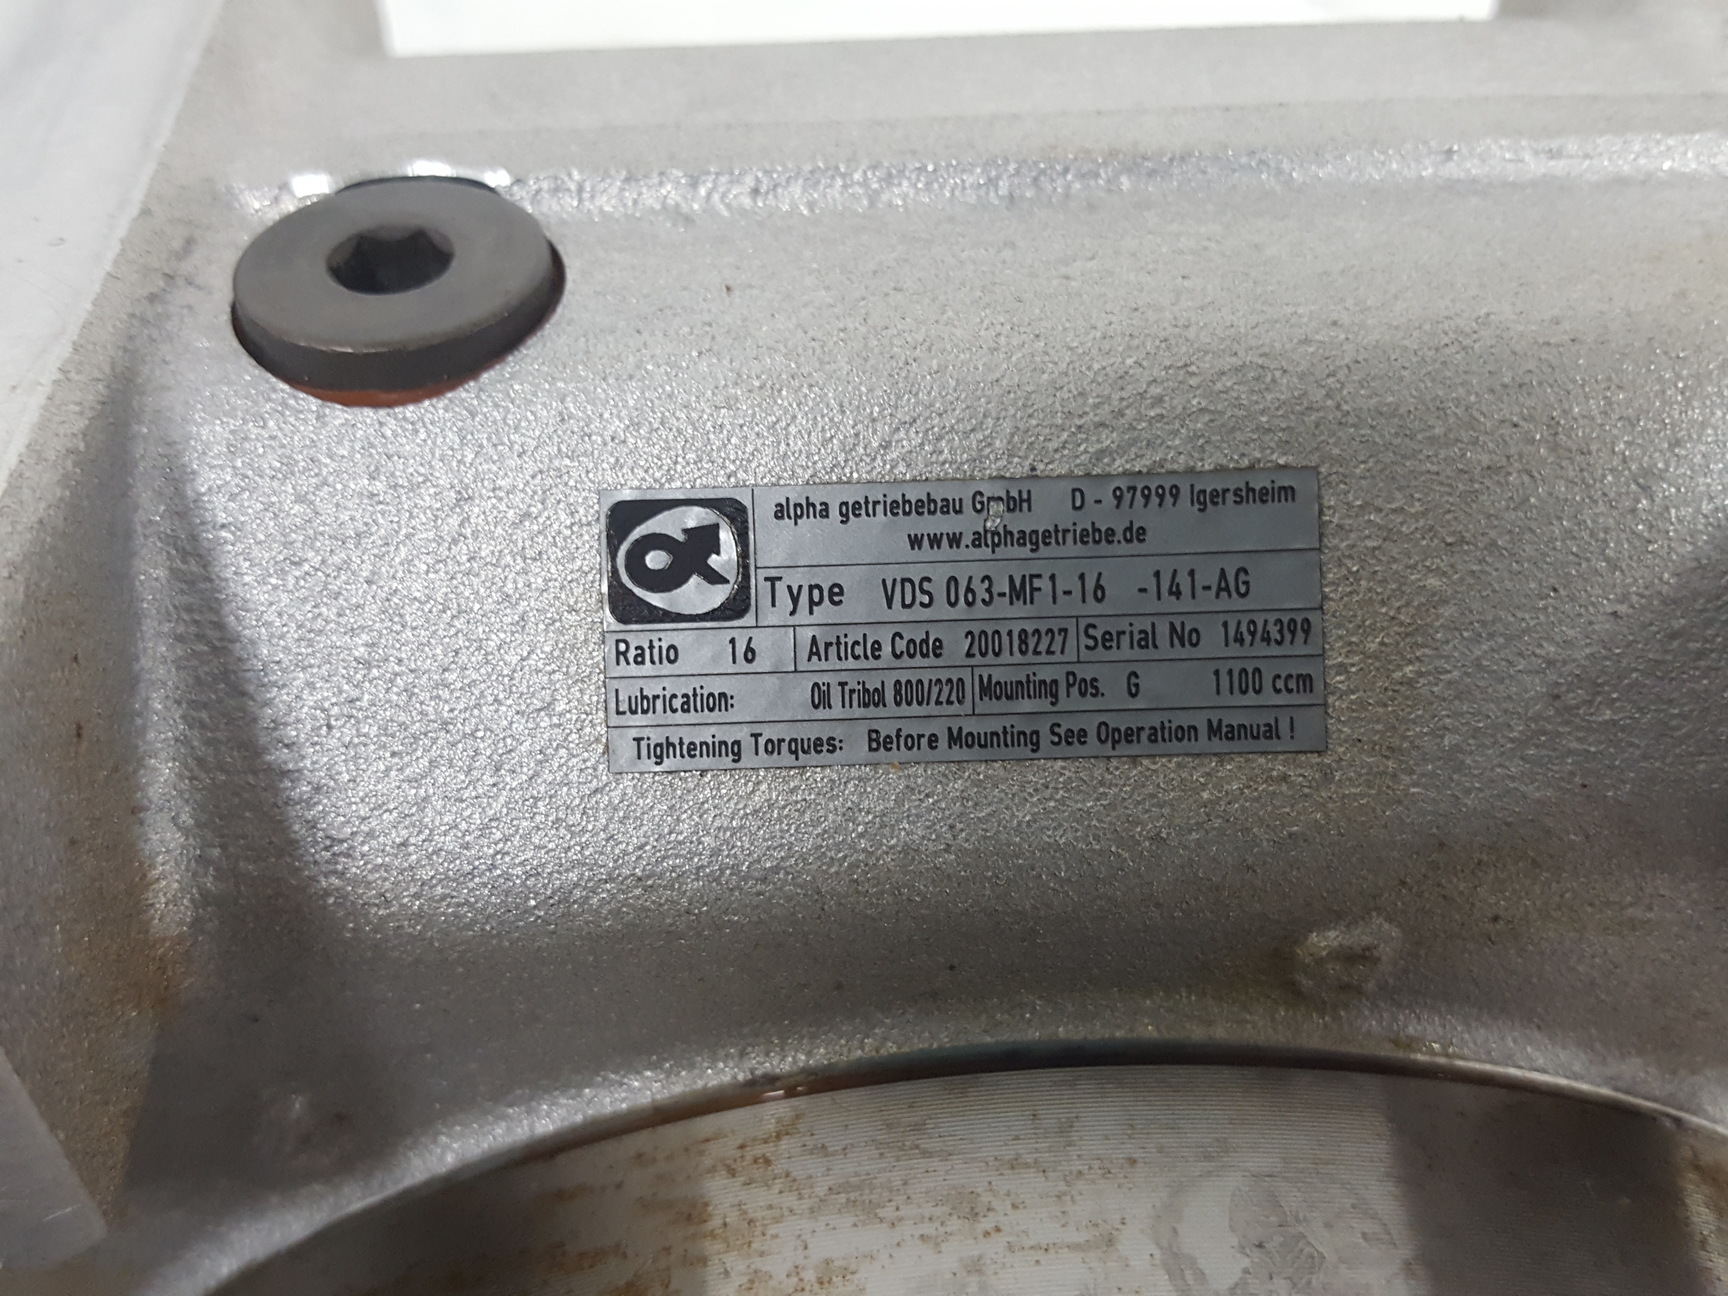 alpha getriebebau GmbH D - 97999 Igersheim
www.alphagetriebe.de
Type VDS 063-MF1-16 -141-AG
Ratio 16 Article Code 20018227 Serial No 1494399
Lubrication: Oil Tribol 800/220 Mounting Pos. G 1100 ccm
Tightening Torques: Before Mounting See Operation Manual !